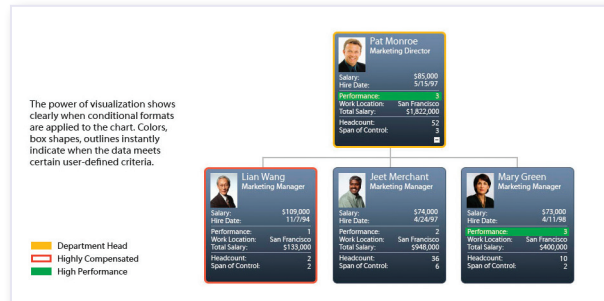 Pat Monroe
Marketing Director
Salary: $85,000
Hire Date: 5/15/97
Performance: 3
Work Location: San Francisco
Total Salary: $1,822,000
Headcount: 52
Span of Control: 3
The power of visualization shows
clearly when conditional formats
are applied to the chart. Colors,
box shapes, outlines instantly
indicate when the data meets
certain user-defined criteria.
Department Head
Highly Compensated
High Performance
Lian Wang
Marketing Manager
Salary: $109,000
Hire Date: 11/7/94
Performance: 1
Work Location: San Francisco
Total Salary: $133,000
Headcount: 2
Span of Control: 2
Jeet Merchant
Marketing Manager
Salary: $74,000
Hire Date: 4/24/97
Performance: 2
Work Location: San Francisco
Total Salary: $948,000
Headcount: 36
Span of Control: 6
Mary Green
Marketing Manager
Salary: $73,000
Hire Date: 4/11/98
Performance: 3
Work Location: San Francisco
Total Salary: $400,000
Headcount: 10
Span of Control: 2